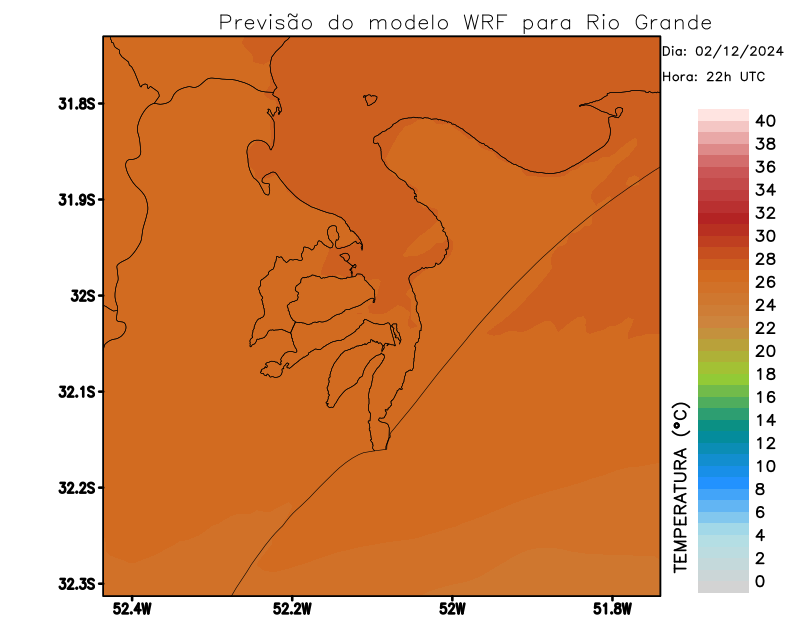 Previsão do modelo WRF para Rio Grande
Dia: 02/12/2024
Hora: 22h UTC
31.8S
31.9S
32S
32.1S
32.2S
32.3S
52.4W
52.2W
52W
51.8W
TEMPERATURA (°C)
40
38
36
34
32
30
28
26
24
22
20
18
16
14
12
10
8
6
4
2
0